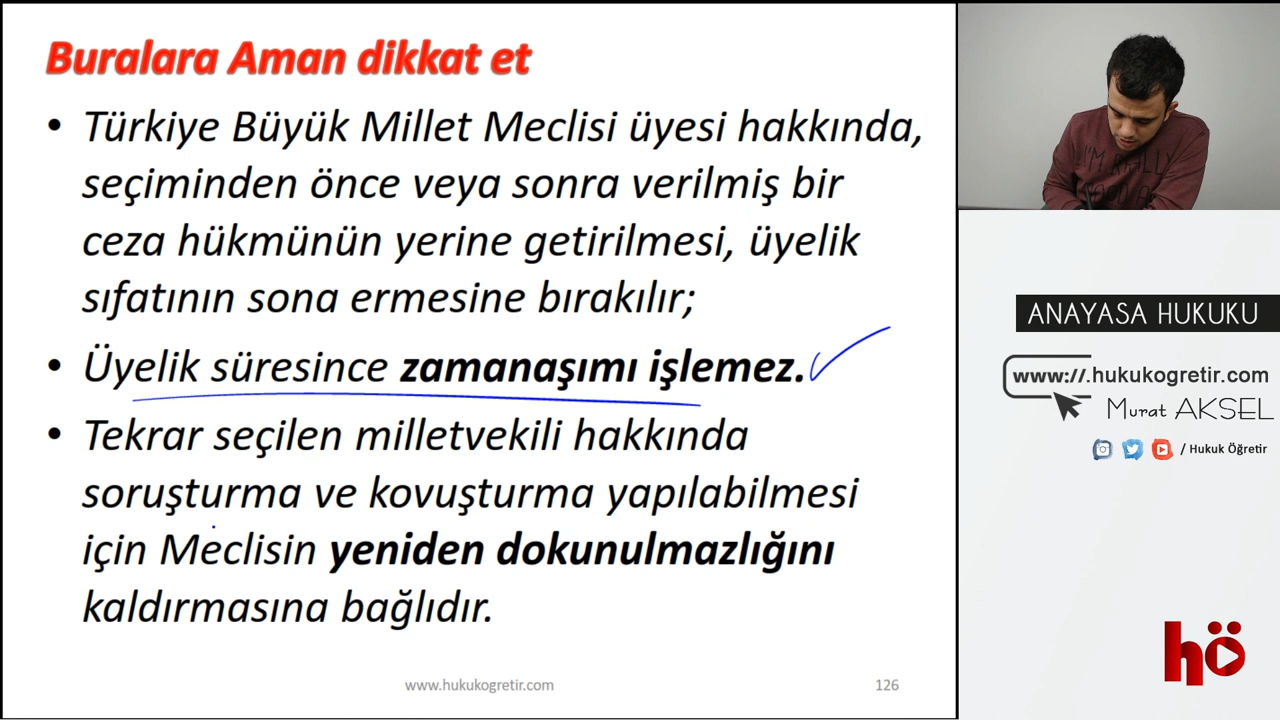 Buralara Aman dikkat et
• Türkiye Büyük Millet Meclisi üyesi hakkında,
seçiminden önce veya sonra verilmiş bir
ceza hükmünün yerine getirilmesi, üyelik
sıfatının sona ermesine bırakılır;
• Üyelik süresince zamanaşımı işlemez.
• Tekrar seçilen milletvekili hakkında
soruşturma ve kovuşturma yapılabilmesi
için Meclisin yeniden dokunulmazlığını
kaldırmasına bağlıdır.
www.hukukogretir.com
126
I'M REALLY
ANAYASA HUKUKU
www://.hukukogretir.com
Murat AKSEL
/ Hukuk Öğretir
hö